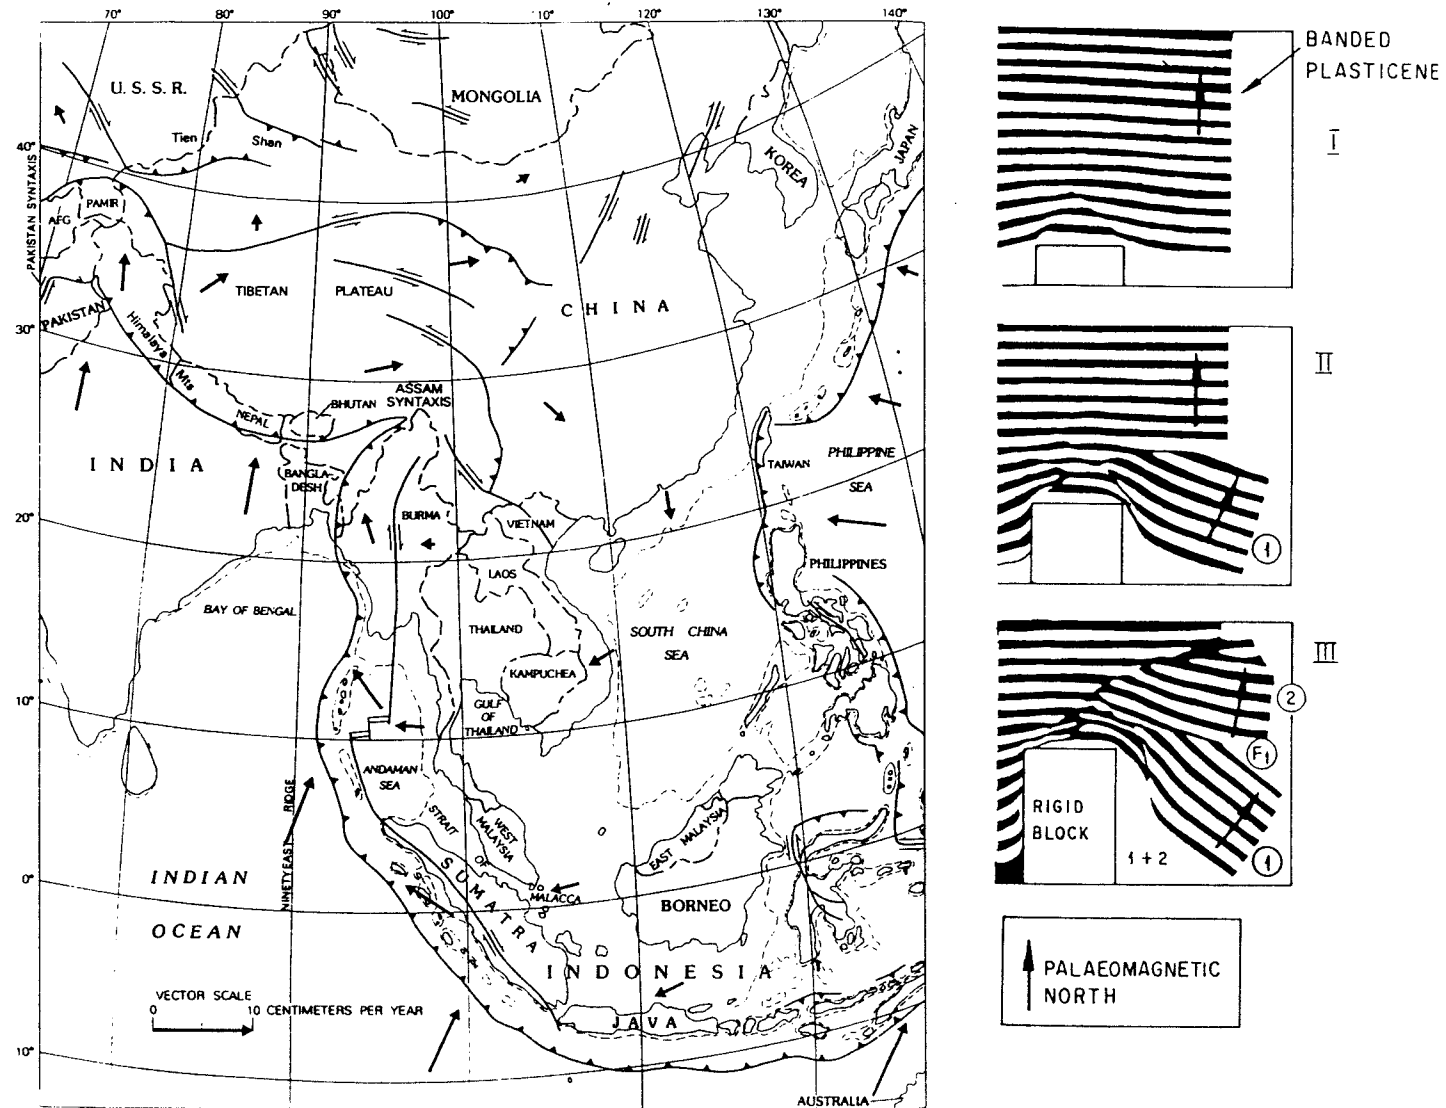 70°
80°
90°
100°
110°
120°
130°
140°
U.S.S.R.
MONGOLIA
Tien
Shan
KOREA
JAPAN
40°
PAKISTAN SYNTAXIS
AFG
PAMIR
TIBETAN
PLATEAU
CHINA
PAKISTAN
30°
Himalaya
Mts
NEPAL
BHUTAN
ASSAM
SYNTAXIS
INDIA
BANGLA-
DESH
BURMA
VIETNAM
TAIWAN
PHILIPPINE
SEA
20°
LAOS
PHILIPPINES
BAY OF BENGAL
THAILAND
SOUTH CHINA
SEA
KAMPUCHEA
10°
GULF
OF
THAILAND
ANDAMAN
SEA
NINETYEAST RIDGE
STRAIT
OF
MALACCA
WEST
MALAYSIA
EAST MALAYSIA
0°
INDIAN
OCEAN
SUMATRA
BORNEO
INDONESIA
VECTOR SCALE
0
10 CENTIMETERS PER YEAR
JAVA
10°
AUSTRALIA
BANDED
PLASTICENE
I
II
1
III
2
F1
RIGID
BLOCK
1+2
1
PALAEOMAGNETIC
NORTH